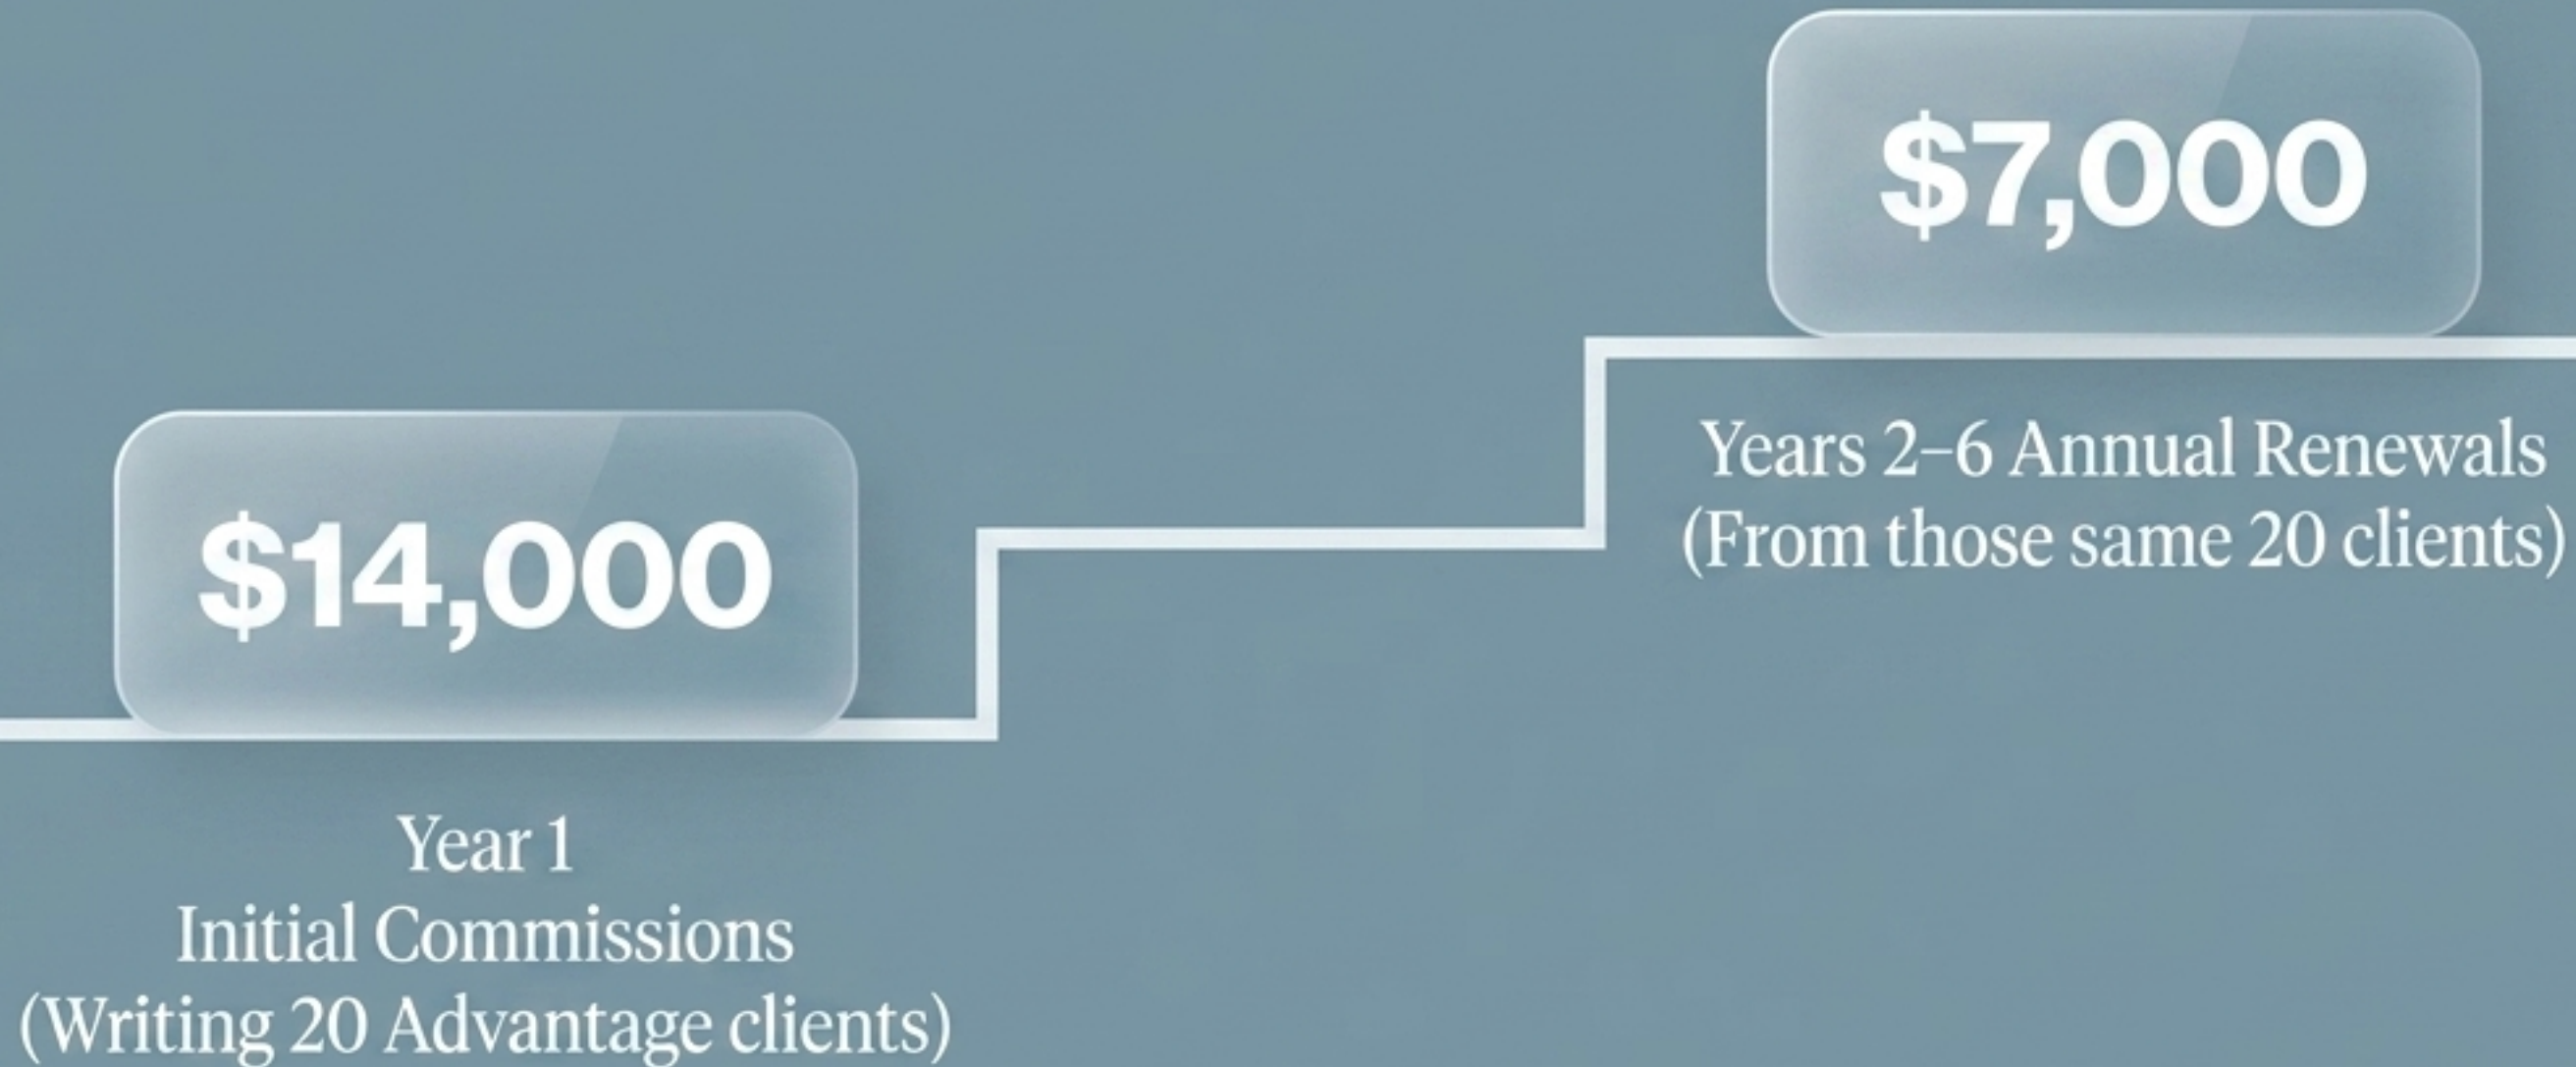 $7,000
Years 2–6 Annual Renewals
(From those same 20 clients)
$14,000
Year 1
Initial Commissions
(Writing 20 Advantage clients)